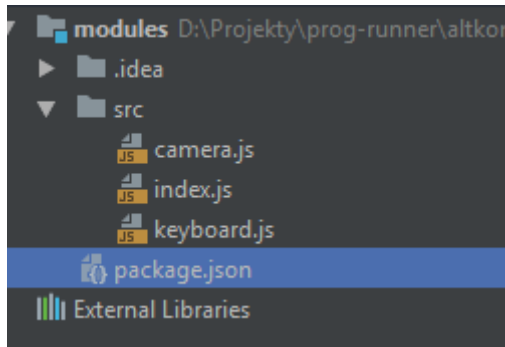 modules D:\Projekty\prog-runner\altkor
.idea
src
JS camera.js
JS index.js
JS keyboard.js
package.json
External Libraries